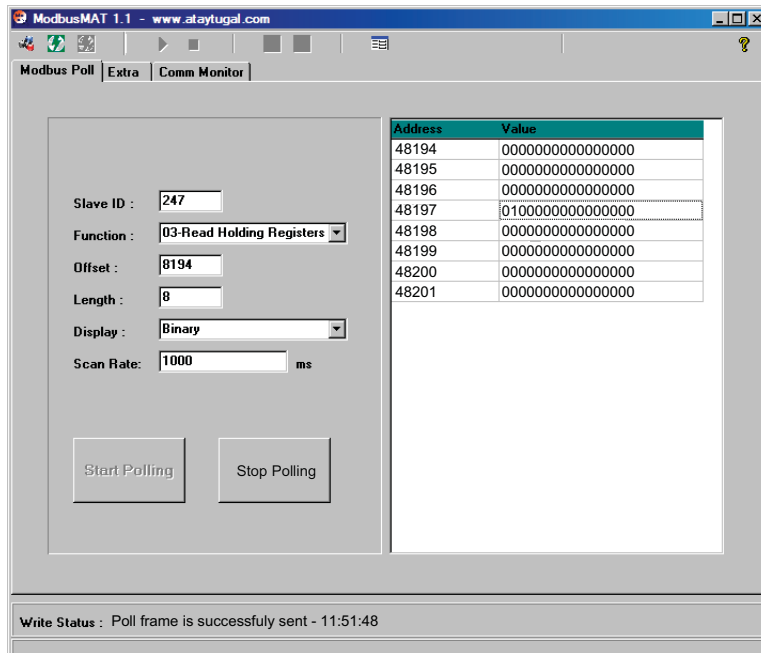 ModbusMAT 1.1 - www.ataytugal.com
Modbus Poll Extra Comm Monitor
Slave ID : 247
Function : 03-Read Holding Registers
Offset : 8194
Length : 8
Display : Binary
Scan Rate: 1000 ms
Start Polling Stop Polling
Address Value
48194 0000000000000000
48195 0000000000000000
48196 0000000000000000
48197 0100000000000000
48198 0000000000000000
48199 0000000000000000
48200 0000000000000000
48201 0000000000000000
Write Status : Poll frame is successfuly sent - 11:51:48